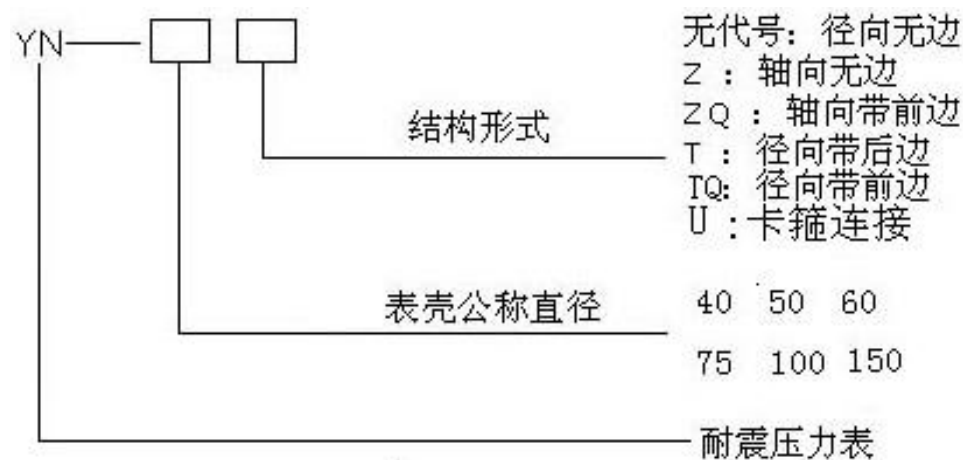 YN
无代号：径向无边
Z ：轴向无边
ZQ ：轴向带前边
结构形式
T ：径向带后边
TQ：径向带前边
U ：卡箍连接
表壳公称直径
40 50 60
75 100 150
耐震压力表